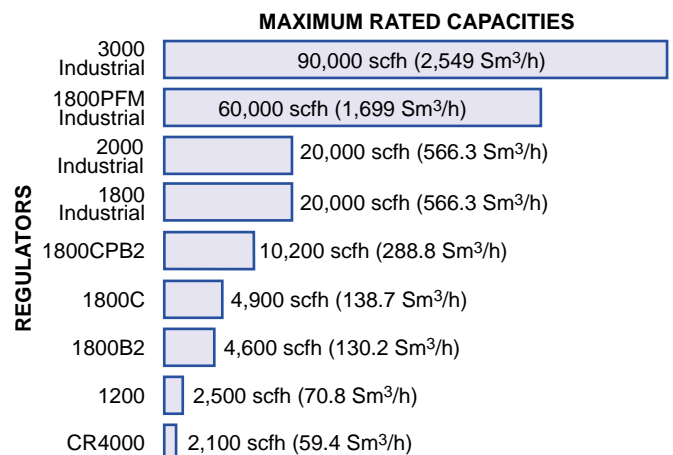 MAXIMUM RATED CAPACITIES
REGULATORS
3000
Industrial
90,000 scfh (2,549 Sm³/h)
1800PFM
Industrial
60,000 scfh (1,699 Sm³/h)
2000
Industrial
20,000 scfh (566.3 Sm³/h)
1800
Industrial
20,000 scfh (566.3 Sm³/h)
1800CPB2
10,200 scfh (288.8 Sm³/h)
1800C
4,900 scfh (138.7 Sm³/h)
1800B2
4,600 scfh (130.2 Sm³/h)
1200
2,500 scfh (70.8 Sm³/h)
CR4000
2,100 scfh (59.4 Sm³/h)